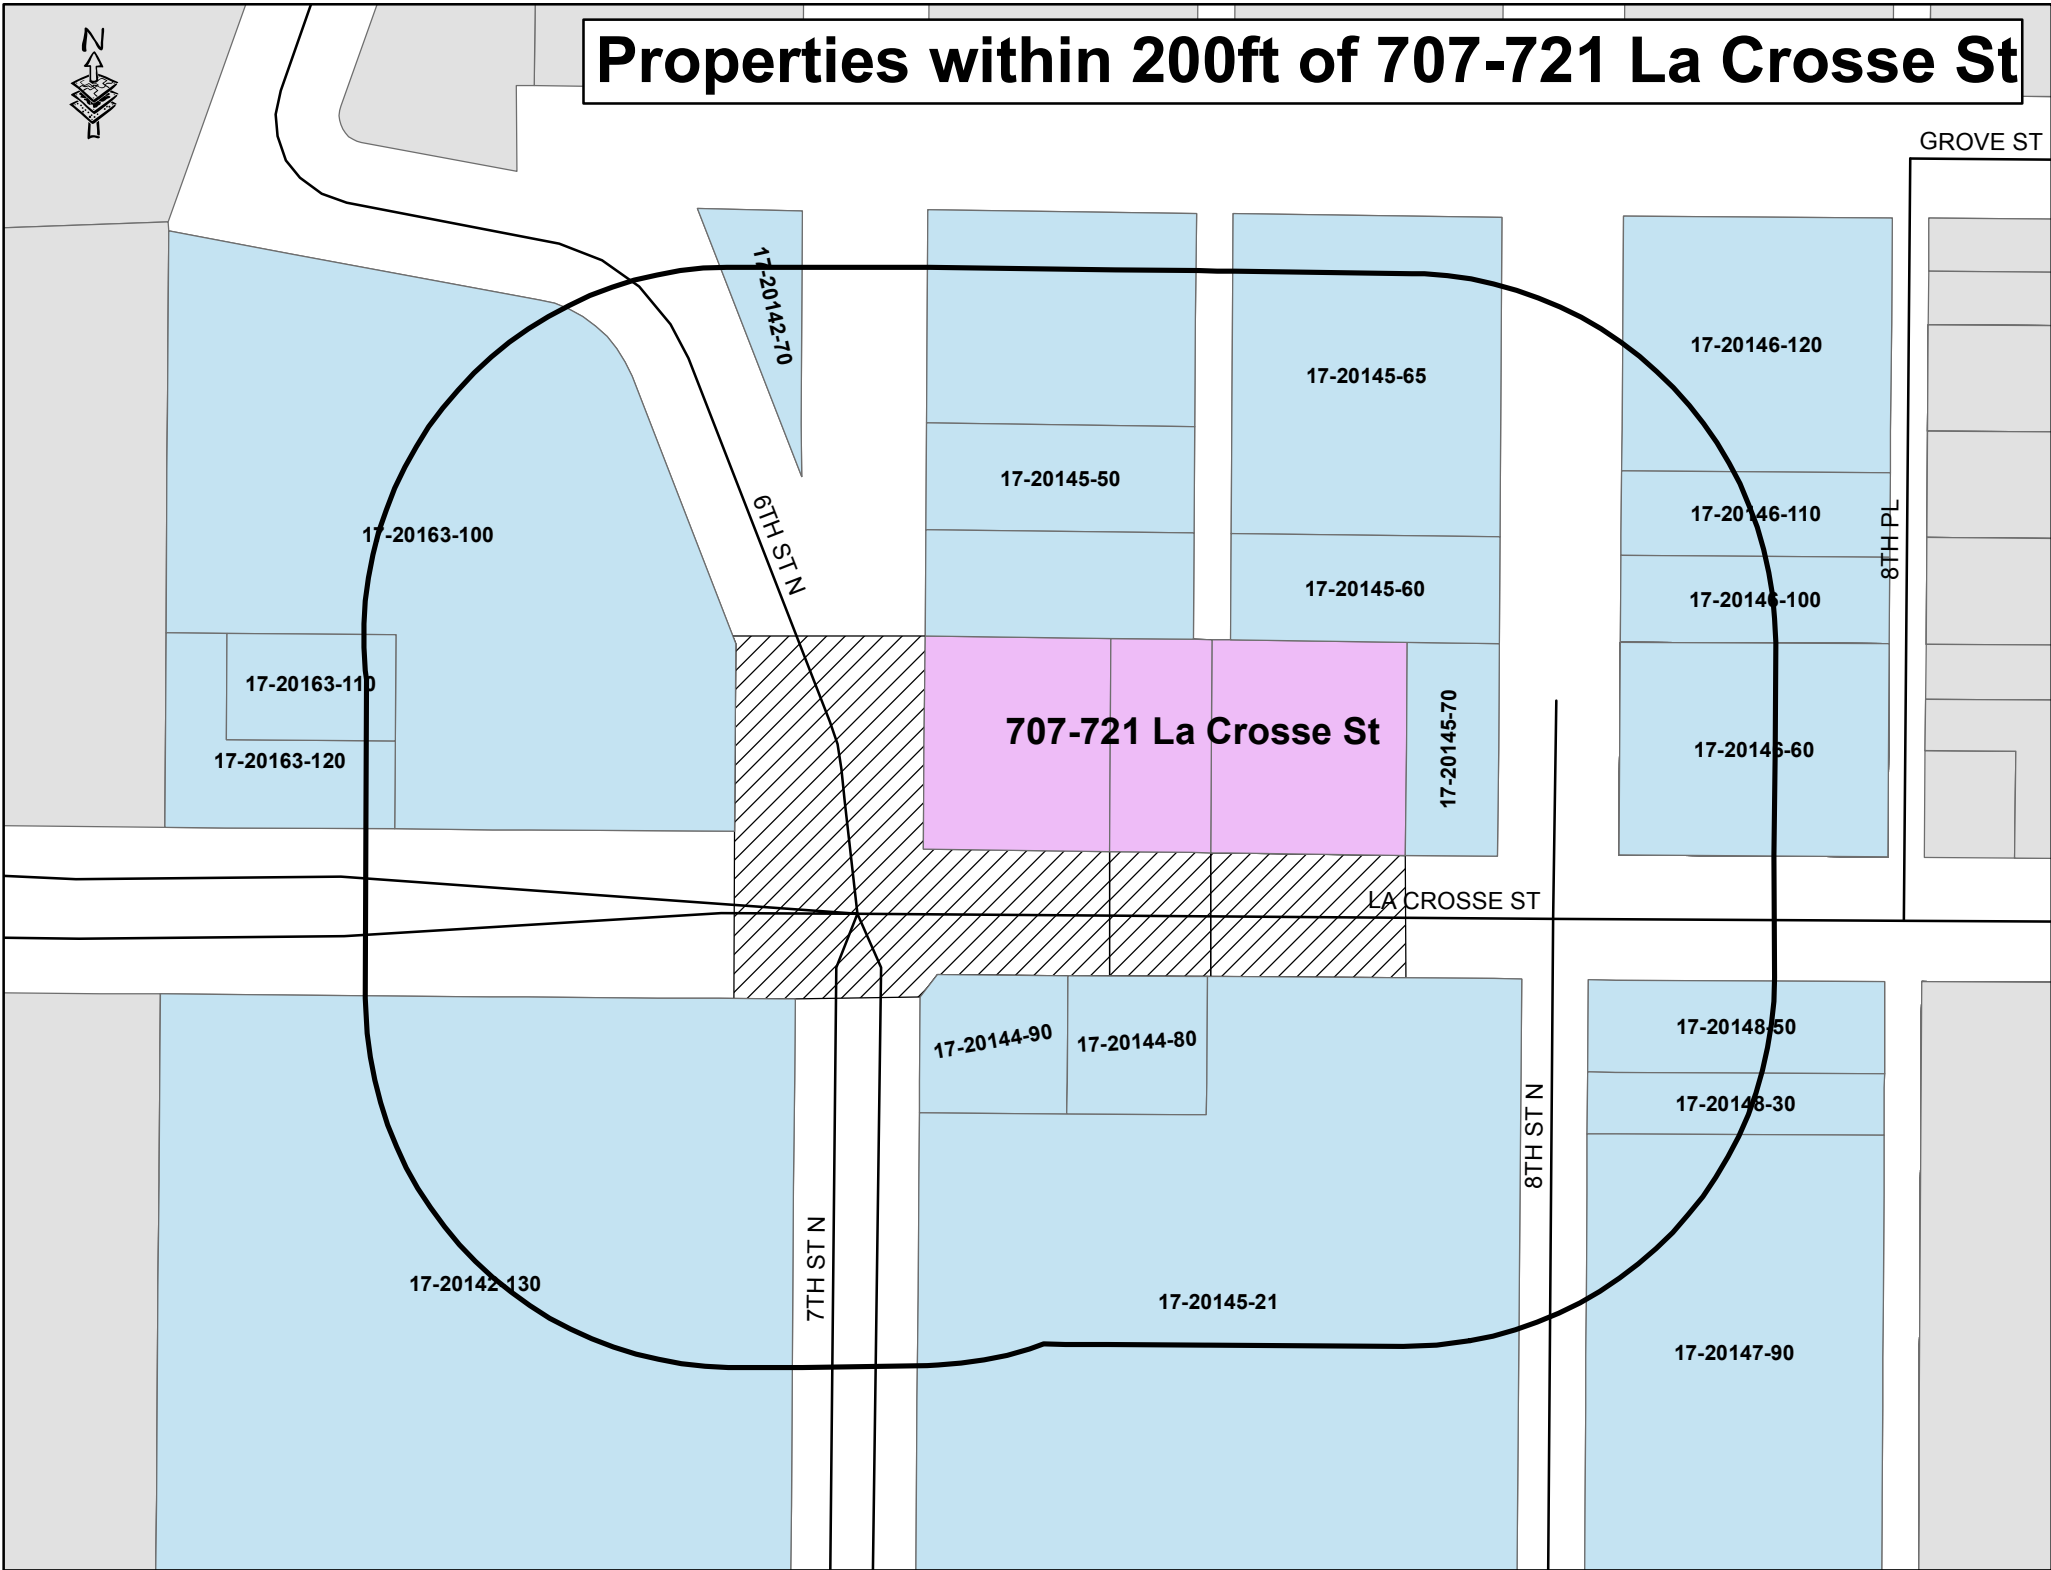 Properties within 200ft of 707-721 La Crosse St
N
GROVE ST
17-20142-70
17-20146-120
17-20145-65
17-20145-50
17-20146-110
17-20163-100
6TH ST N
8TH PL
17-20145-60
17-20146-100
17-20163-110
707-721 La Crosse St
17-20145-70
17-20146-60
17-20163-120
LA CROSSE ST
17-20148-50
17-20144-90
17-20144-80
17-20148-30
8TH ST N
7TH ST N
17-20142-130
17-20145-21
17-20147-90